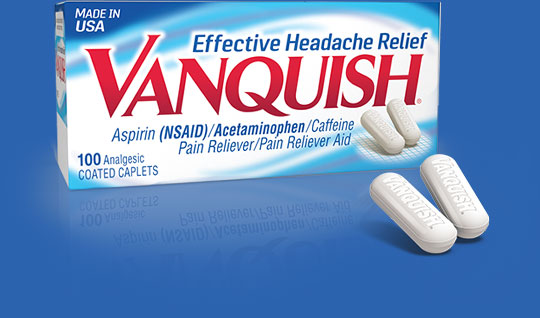 MADE IN
USA
Effective Headache Relief
VANQUISH®
Aspirin (NSAID)/Acetaminophen/Caffeine
Pain Reliever/Pain Reliever Aid
100 Analgesic
COATED CAPLETS
VANQUISH
VANQUISH